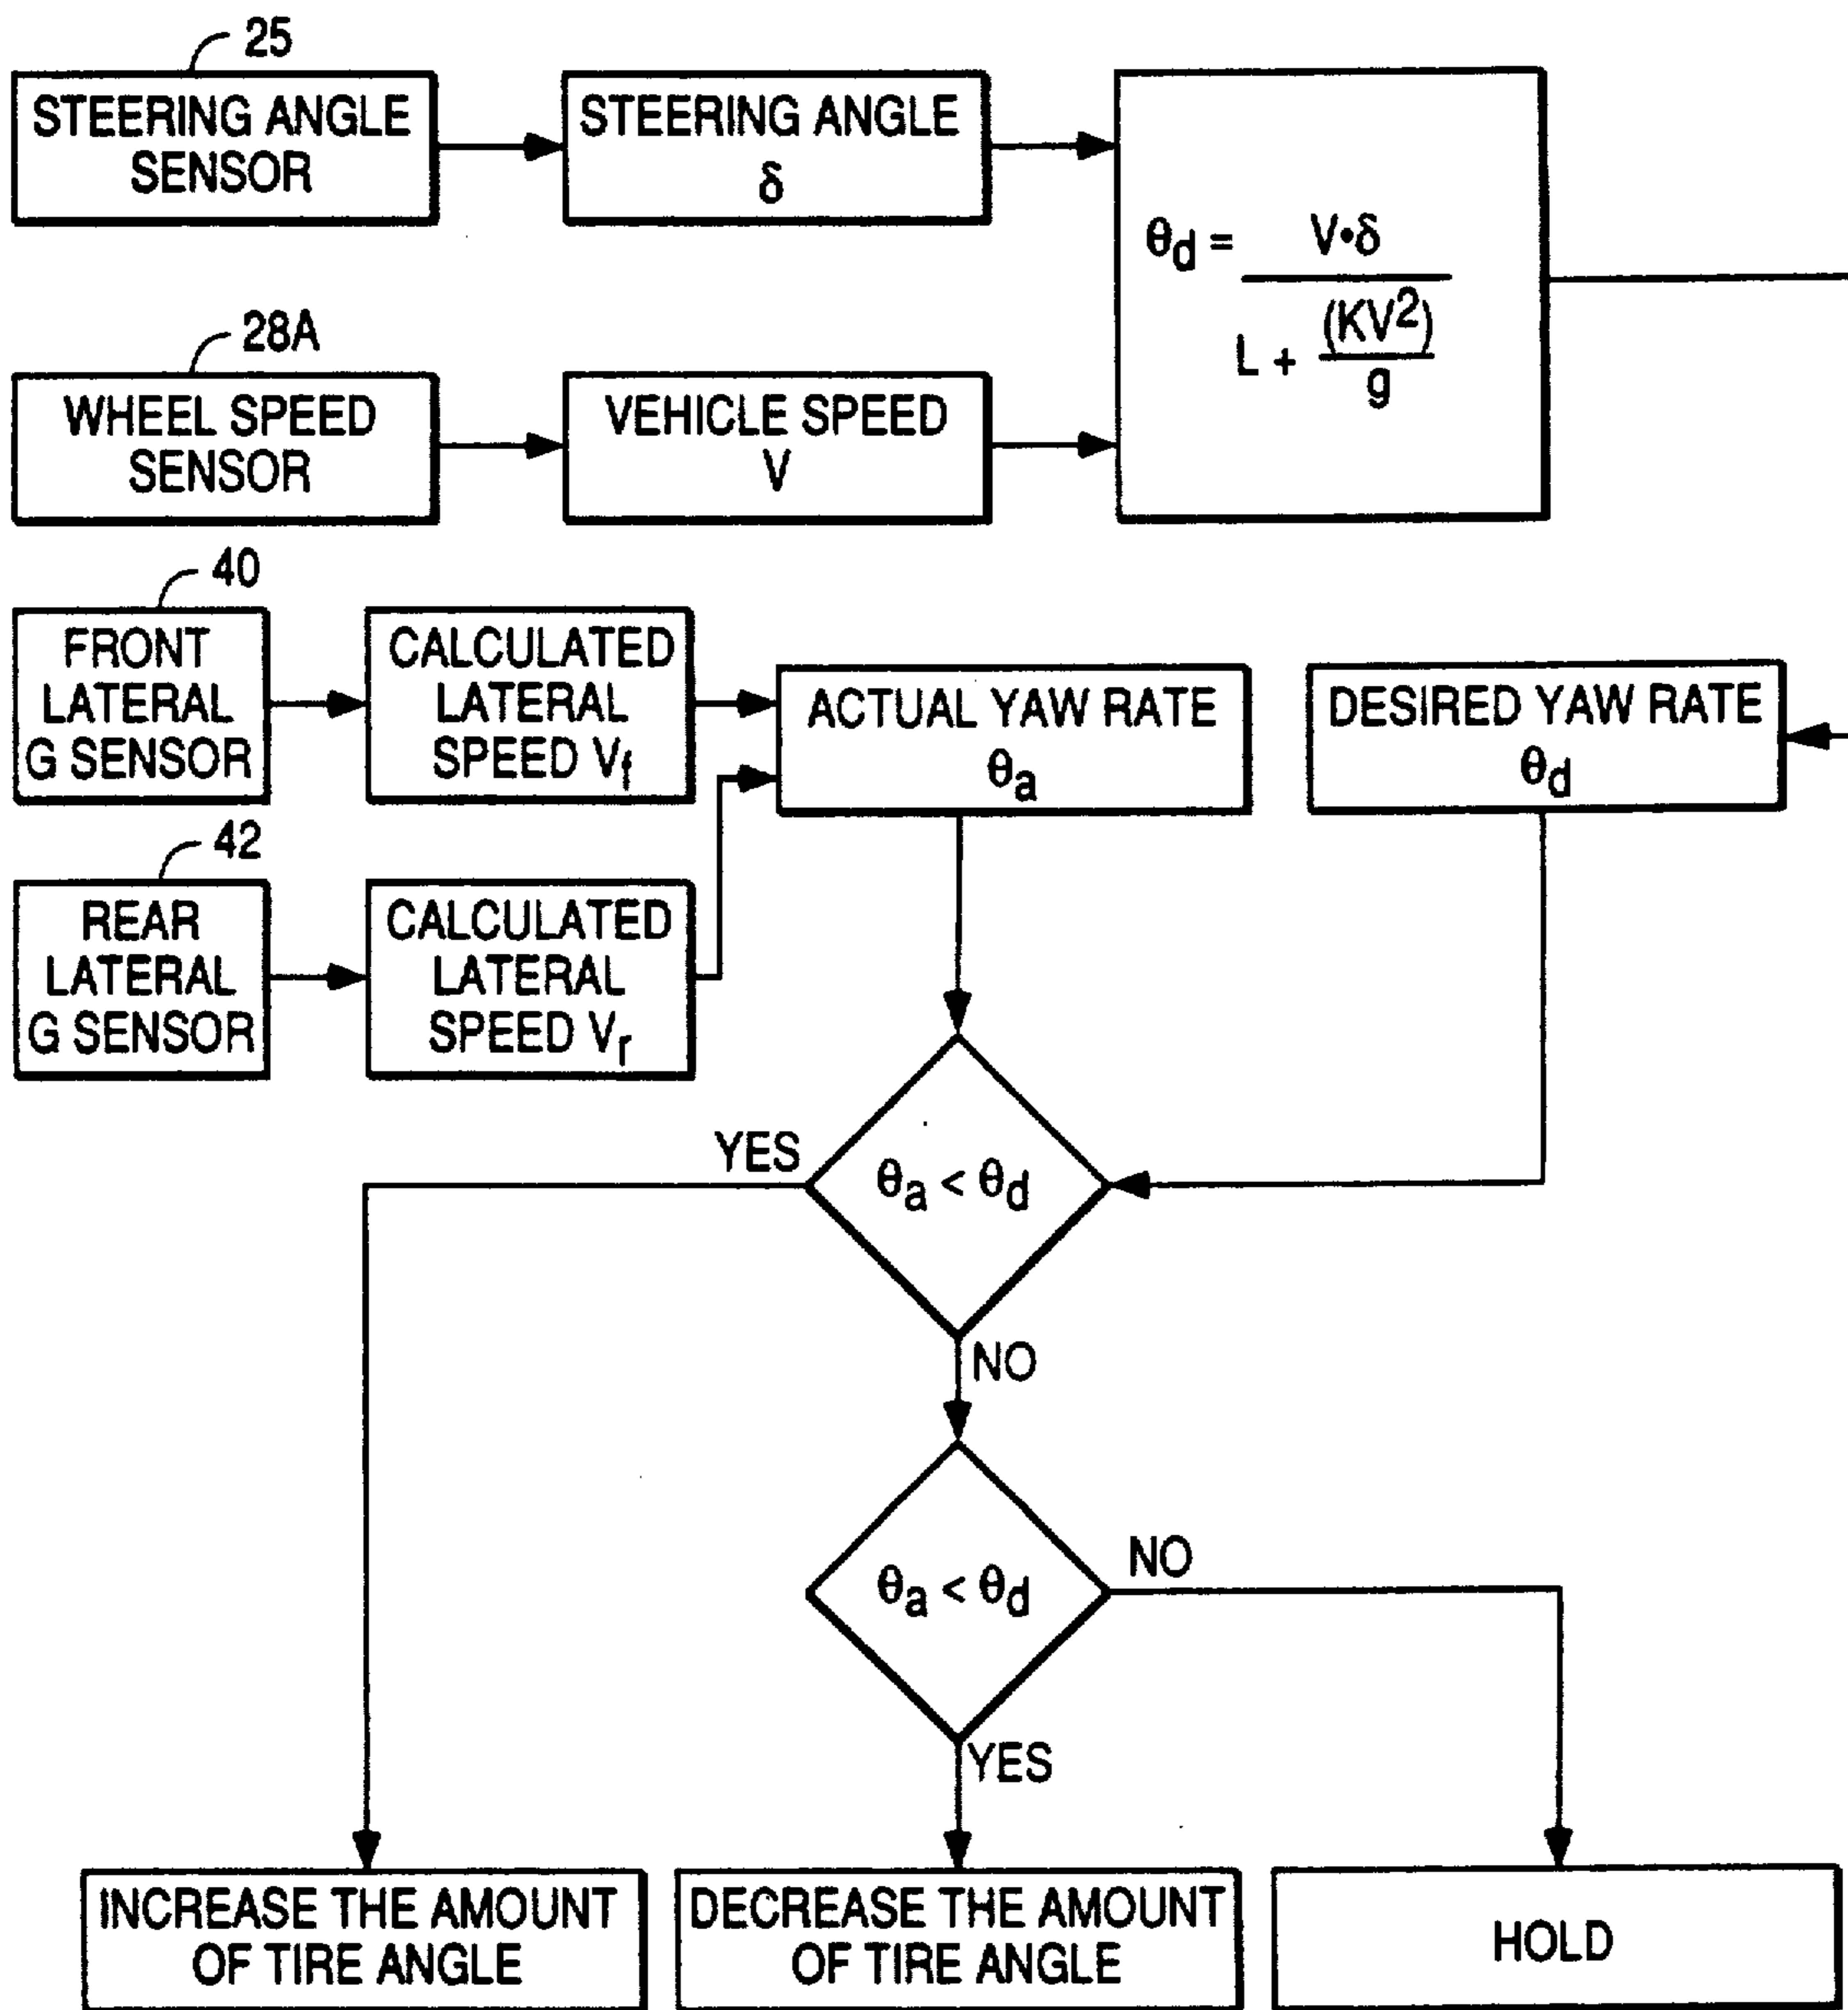 25
STEERING ANGLE
SENSOR
STEERING ANGLE
δ
θd = V•δ
L + (KV²)
g
28A
WHEEL SPEED
SENSOR
VEHICLE SPEED
V
40
FRONT
LATERAL
G SENSOR
CALCULATED
LATERAL
SPEED Vf
ACTUAL YAW RATE
θa
DESIRED YAW RATE
θd
42
REAR
LATERAL
G SENSOR
CALCULATED
LATERAL
SPEED Vr
YES
θa < θd
NO
θa < θd
NO
YES
INCREASE THE AMOUNT
OF TIRE ANGLE
DECREASE THE AMOUNT
OF TIRE ANGLE
HOLD